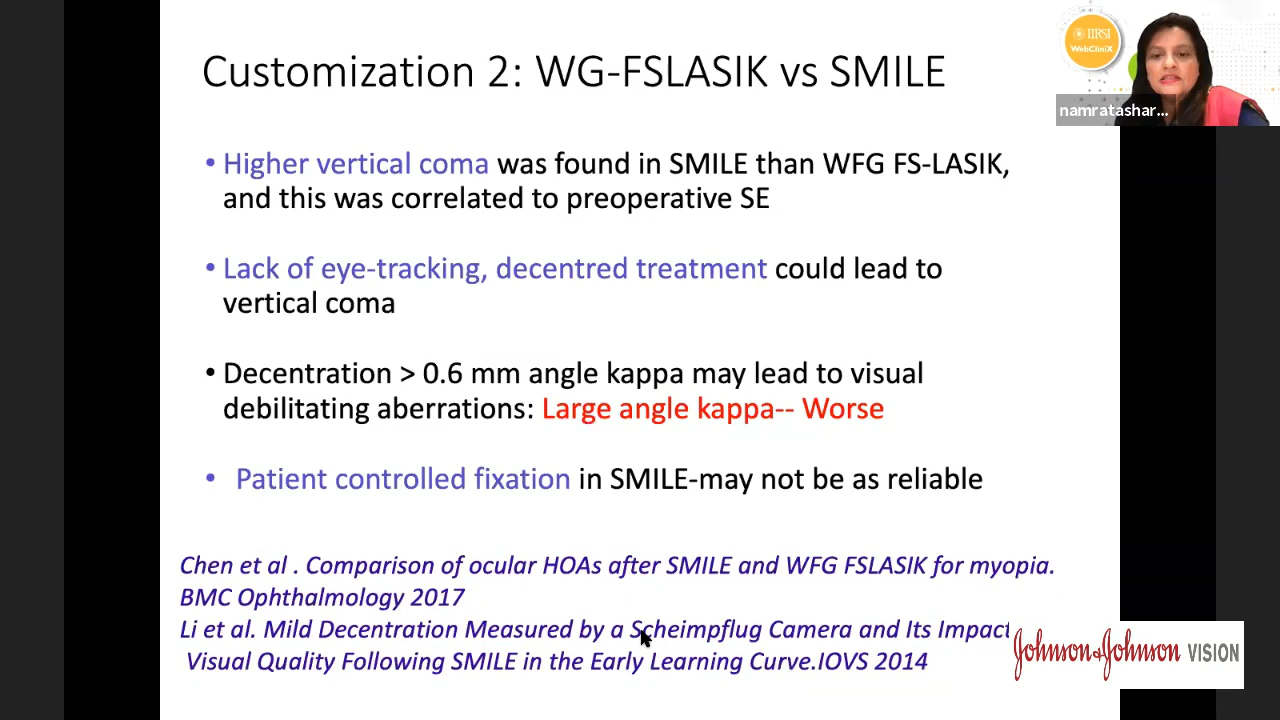 Customization 2: WG-FSLASIK vs SMILE
IIRSI
WebCliniX
namratashar...
• Higher vertical coma was found in SMILE than WFG FS-LASIK,
and this was correlated to preoperative SE
• Lack of eye-tracking, decentred treatment could lead to
vertical coma
• Decentration > 0.6 mm angle kappa may lead to visual
debilitating aberrations: Large angle kappa-- Worse
• Patient controlled fixation in SMILE-may not be as reliable
Chen et al . Comparison of ocular HOAs after SMILE and WFG FSLASIK for myopia.
BMC Ophthalmology 2017
Li et al. Mild Decentration Measured by a Scheimpflug Camera and Its Impact
Visual Quality Following SMILE in the Early Learning Curve.IOVS 2014
Johnson & Johnson VISION